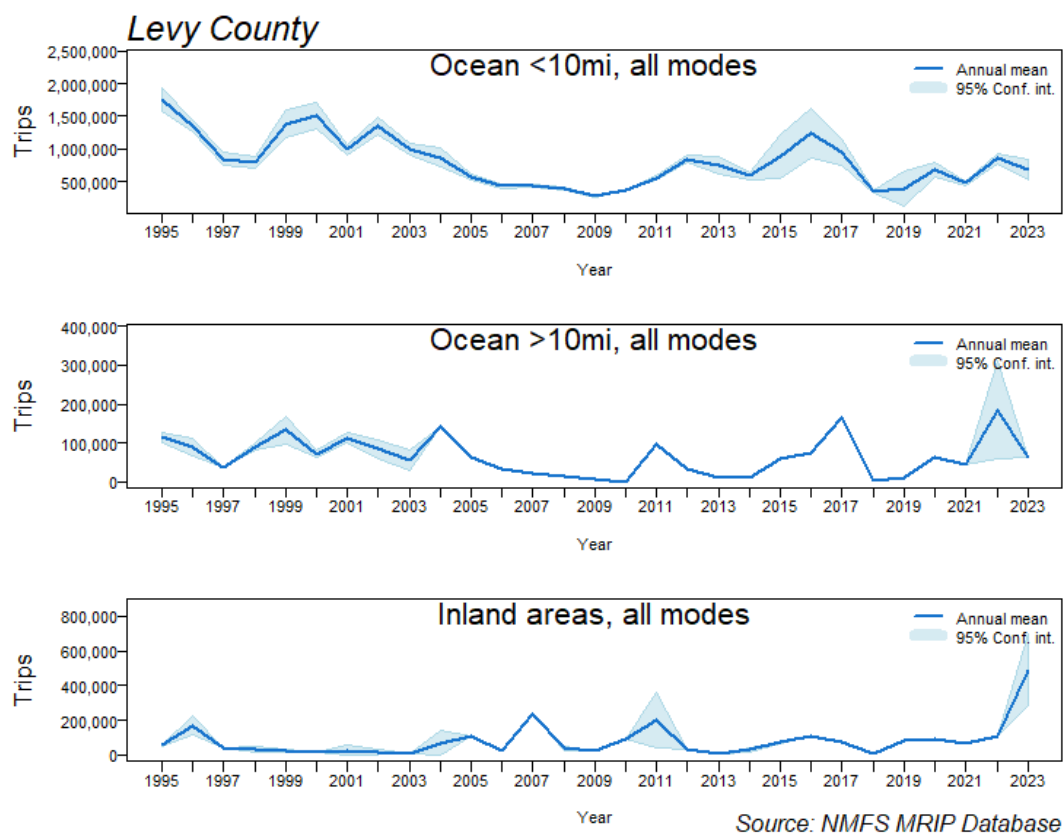 Levy County
Ocean <10mi, all modes
Annual mean
95% Conf. int.
Trips
2,500,000
2,000,000
1,500,000
1,000,000
500,000
1995 1997 1999 2001 2003 2005 2007 2009 2011 2013 2015 2017 2019 2021 2023
Year
Ocean >10mi, all modes
Annual mean
95% Conf. int.
Trips
400,000
300,000
200,000
100,000
0
1995 1997 1999 2001 2003 2005 2007 2009 2011 2013 2015 2017 2019 2021 2023
Year
Inland areas, all modes
Annual mean
95% Conf. int.
Trips
800,000
600,000
400,000
200,000
0
1995 1997 1999 2001 2003 2005 2007 2009 2011 2013 2015 2017 2019 2021 2023
Year
Source: NMFS MRIP Database